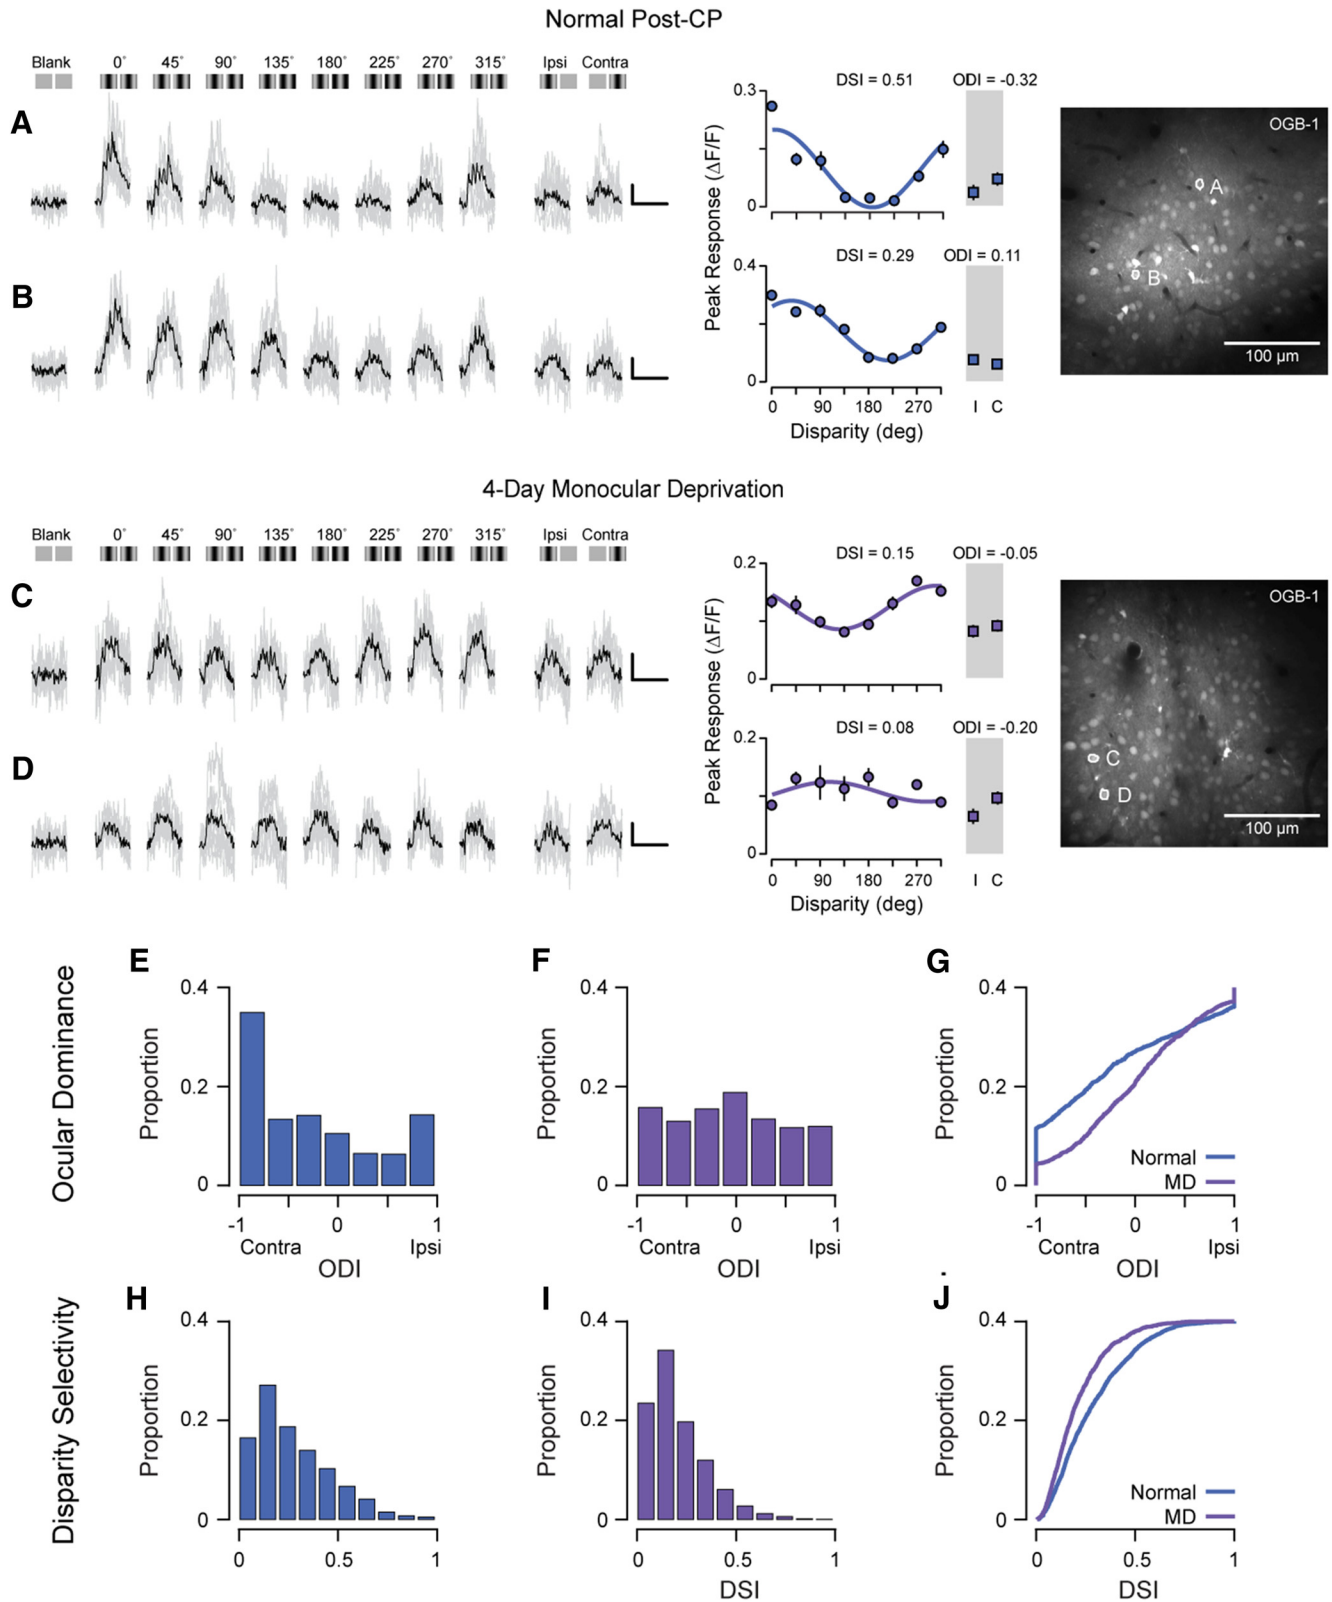 Normal Post-CP
Blank 0° 45° 90° 135° 180° 225° 270° 315° Ipsi Contra
A
DSI = 0.51 ODI = -0.32
0.3
0
OGB-1
A
B
100 µm
B
DSI = 0.29 ODI = 0.11
0.4
0
Peak Response (ΔF/F)
0 90 180 270 I C
Disparity (deg)
4-Day Monocular Deprivation
Blank 0° 45° 90° 135° 180° 225° 270° 315° Ipsi Contra
C
DSI = 0.15 ODI = -0.05
0.2
0
OGB-1
C
D
100 µm
D
DSI = 0.08 ODI = -0.20
0.2
0
Peak Response (ΔF/F)
0 90 180 270 I C
Disparity (deg)
Ocular Dominance
E
Proportion
0.4
0.2
0
-1 0 1
Contra Ipsi
ODI
F
Proportion
0.4
0.2
0
-1 0 1
Contra Ipsi
ODI
G
Proportion
0.4
0.2
0
Normal
MD
-1 0 1
Contra Ipsi
ODI
Disparity Selectivity
H
Proportion
0.4
0.2
0
0 0.5 1
I
Proportion
0.4
0.2
0
0 0.5 1
DSI
J
Proportion
0.4
0.2
0
Normal
MD
0 0.5 1
DSI